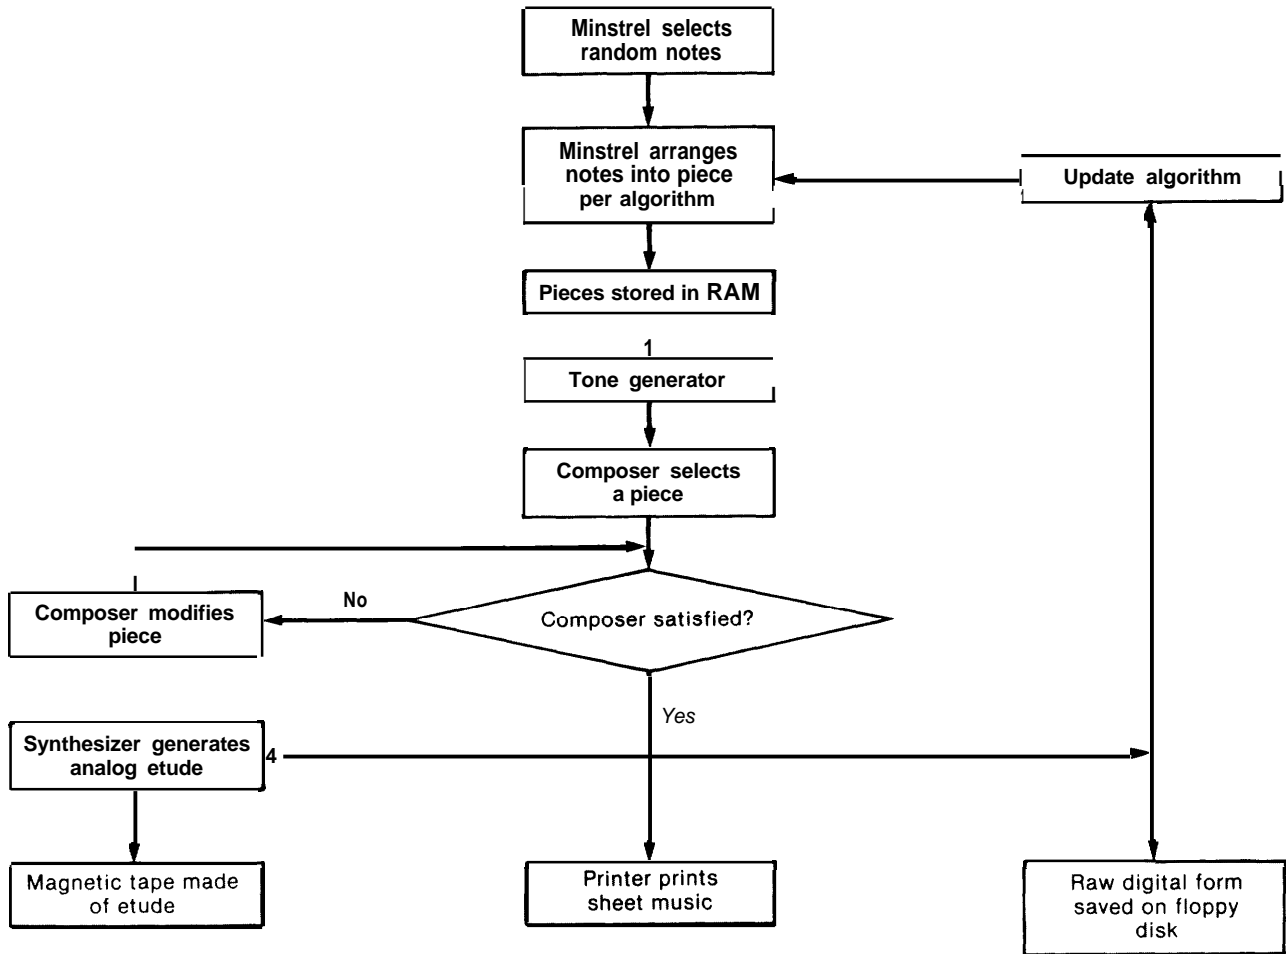 Minstrel selects
random notes
Minstrel arranges
notes into piece
per algorithm
Update algorithm
Pieces stored in RAM
1
Tone generator
Composer selects
a piece
No
Composer modifies
piece
Composer satisfied?
Yes
Synthesizer generates
analog etude
4
Magnetic tape made
of etude
Printer prints
sheet music
Raw digital form
saved on floppy
disk